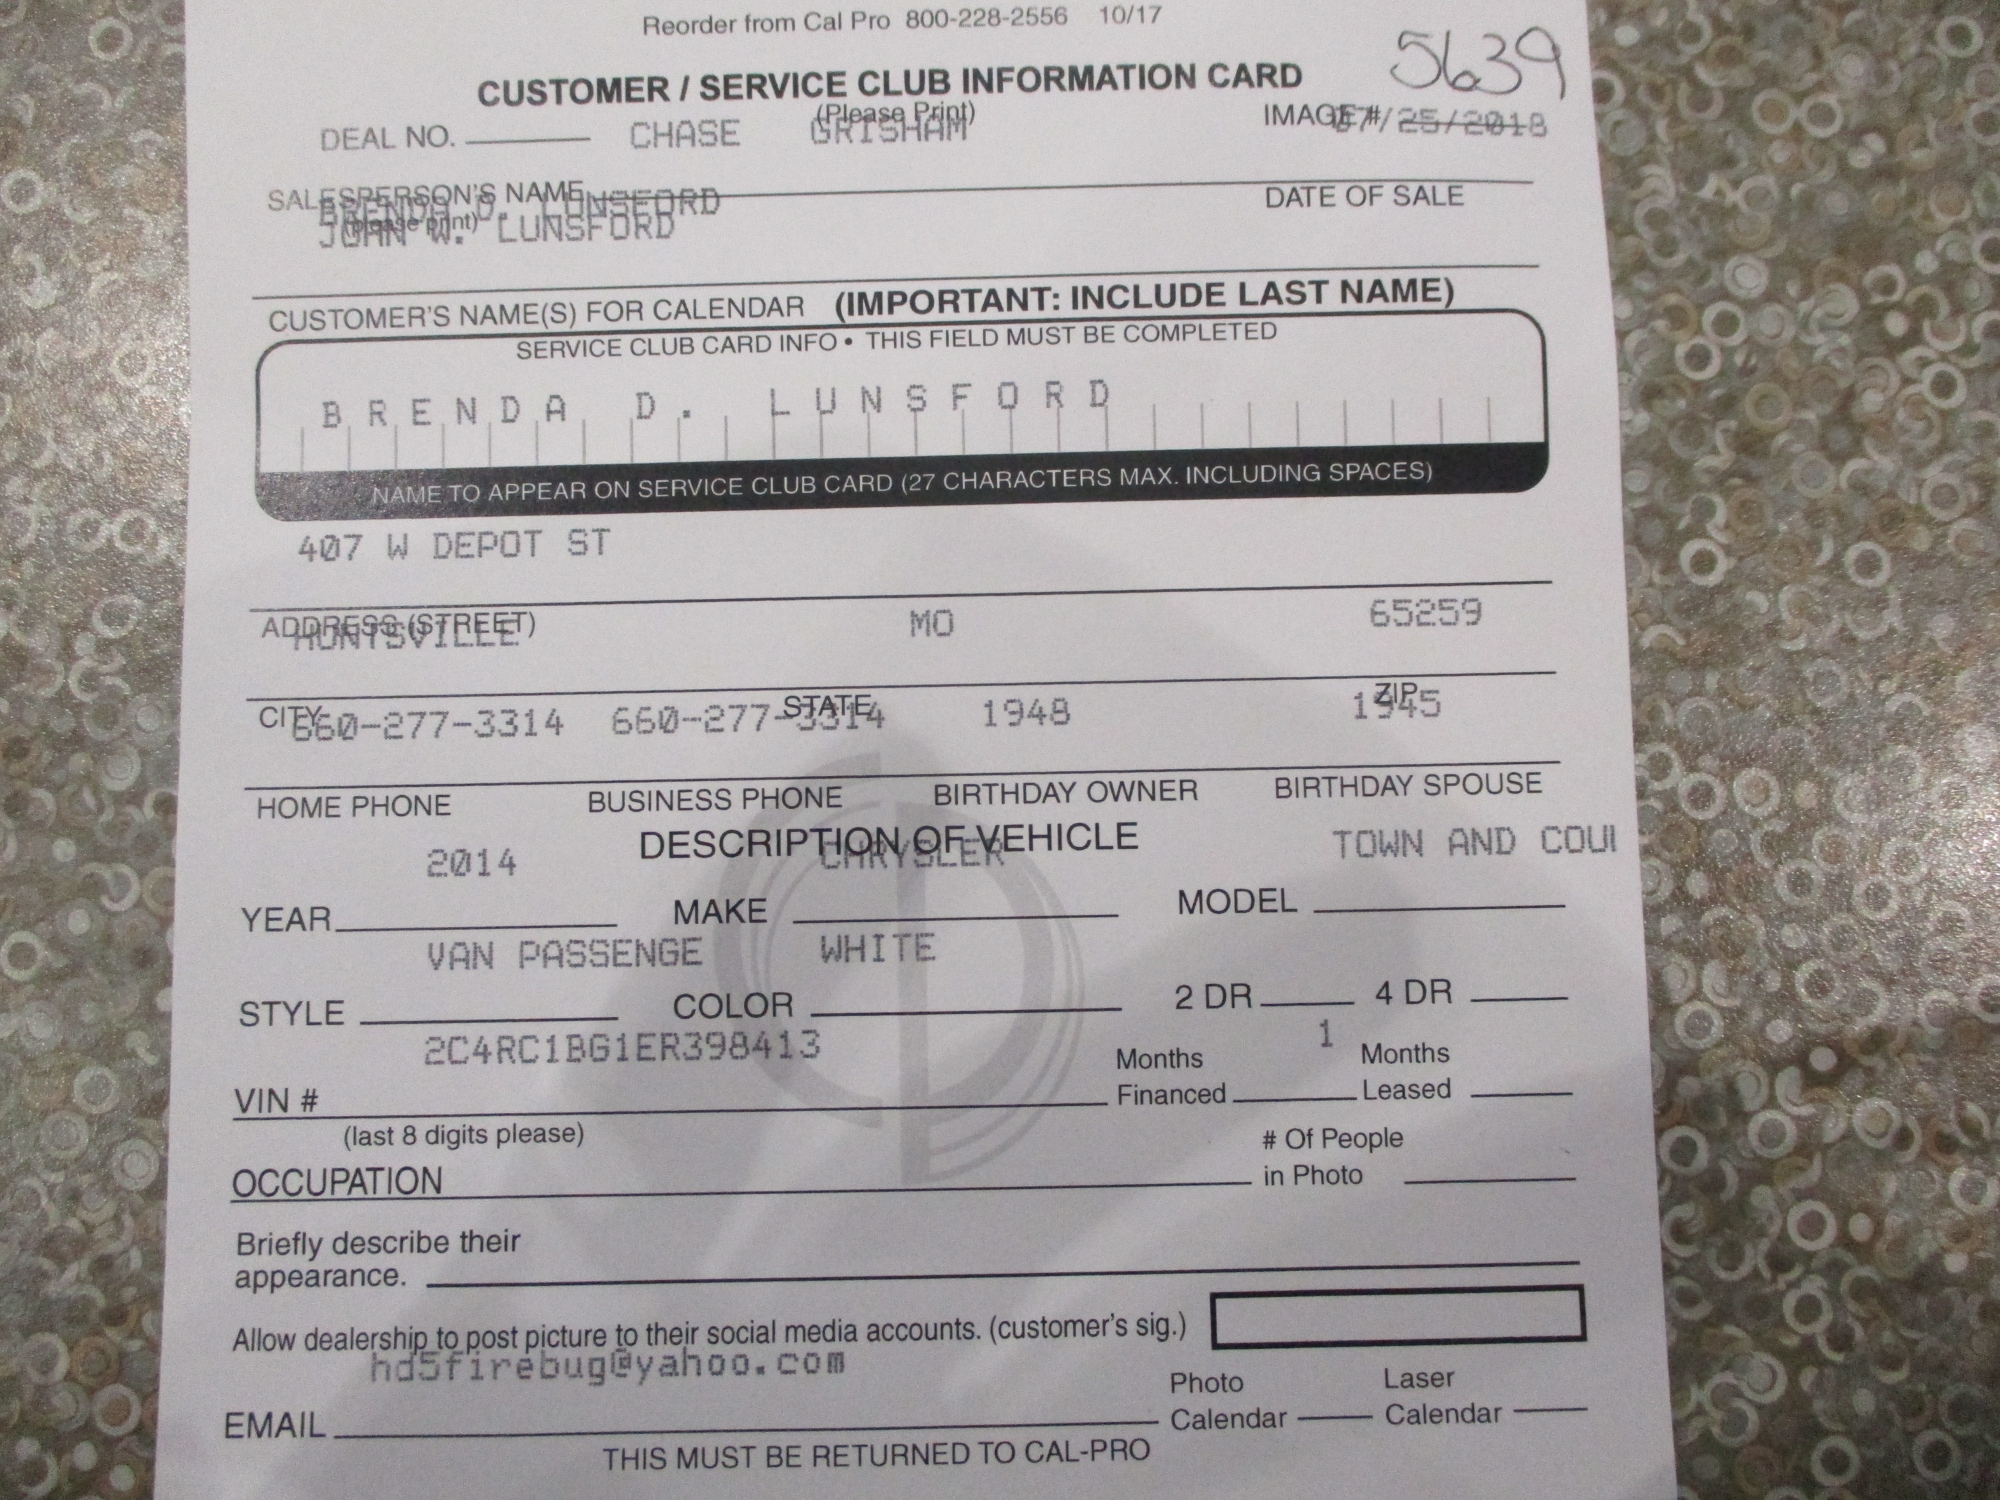 Reorder from Cal Pro 800-228-2556 10/17
5639
CUSTOMER / SERVICE CLUB INFORMATION CARD
(Please Print)
DEAL NO. CHASE GRISHAM IMAGE # 07/25/2018
SALESPERSON'S NAME DATE OF SALE
(please print)
BRENDA D. LUNSFORD
JOHN W. LUNSFORD
CUSTOMER'S NAME(S) FOR CALENDAR (IMPORTANT: INCLUDE LAST NAME)
SERVICE CLUB CARD INFO • THIS FIELD MUST BE COMPLETED
BRENDA D. LUNSFORD
NAME TO APPEAR ON SERVICE CLUB CARD (27 CHARACTERS MAX. INCLUDING SPACES)
407 W DEPOT ST
ADDRESS (STREET)
HUNTSVILLE MO 65259
CITY STATE ZIP
660-277-3314 660-277-3314 1948 1945
HOME PHONE BUSINESS PHONE BIRTHDAY OWNER BIRTHDAY SPOUSE
DESCRIPTION OF VEHICLE
2014 CHRYSLER TOWN AND COU
YEAR MAKE MODEL
VAN PASSENGE WHITE
STYLE COLOR 2 DR 4 DR
2C4RC1BG1ER398413 1
VIN # Months Financed Months Leased
(last 8 digits please)
OCCUPATION # Of People in Photo
Briefly describe their
appearance.
Allow dealership to post picture to their social media accounts. (customer's sig.)
hd5firebug@yahoo.com
EMAIL Photo Calendar Laser Calendar
THIS MUST BE RETURNED TO CAL-PRO